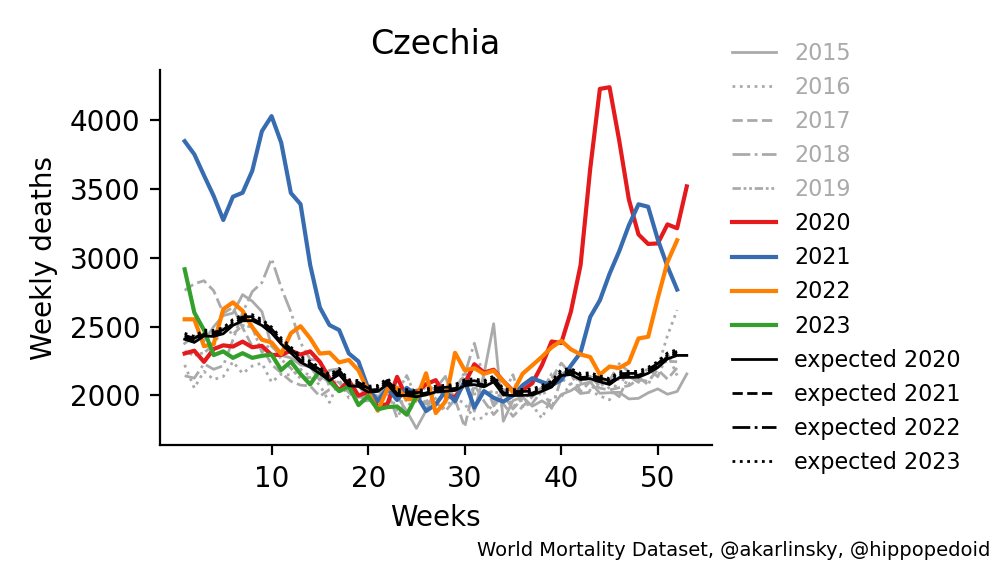 Czechia
Weekly deaths
4000
3500
3000
2500
2000
10 20 30 40 50
Weeks
2015
2016
2017
2018
2019
2020
2021
2022
2023
expected 2020
expected 2021
expected 2022
expected 2023
World Mortality Dataset, @akarlinsky, @hippopedoid